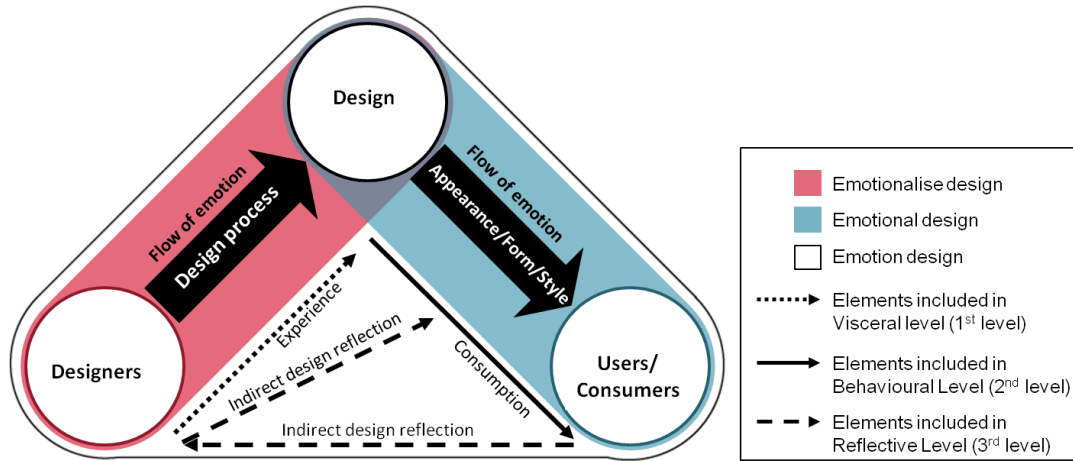 Design
Flow of emotion
Design process
Flow of emotion
Appearance/Form/Style
Designers
Users/
Consumers
Experience
Indirect design reflection
Consumption
Indirect design reflection
Emotionalise design
Emotional design
Emotion design
Elements included in
Visceral level (1st level)
Elements included in
Behavioural Level (2nd level)
Elements included in
Reflective Level (3rd level)